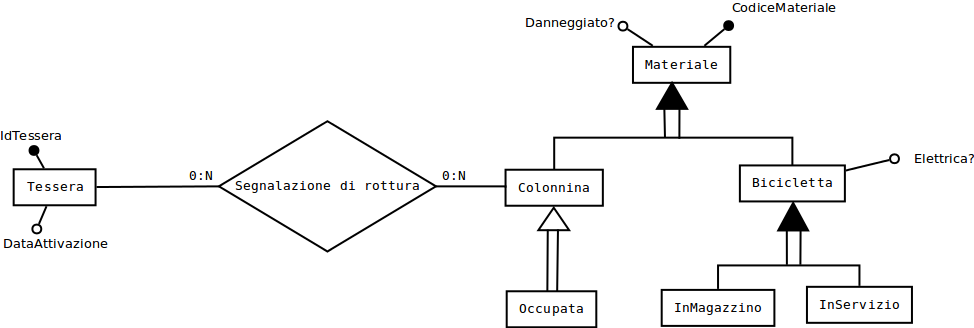 CodiceMateriale
Danneggiato?
Materiale
IdTessera
Elettrica?
0:N
0:N
Tessera
Segnalazione di rottura
Colonnina
Bicicletta
DataAttivazione
Occupata
InMagazzino
InServizio